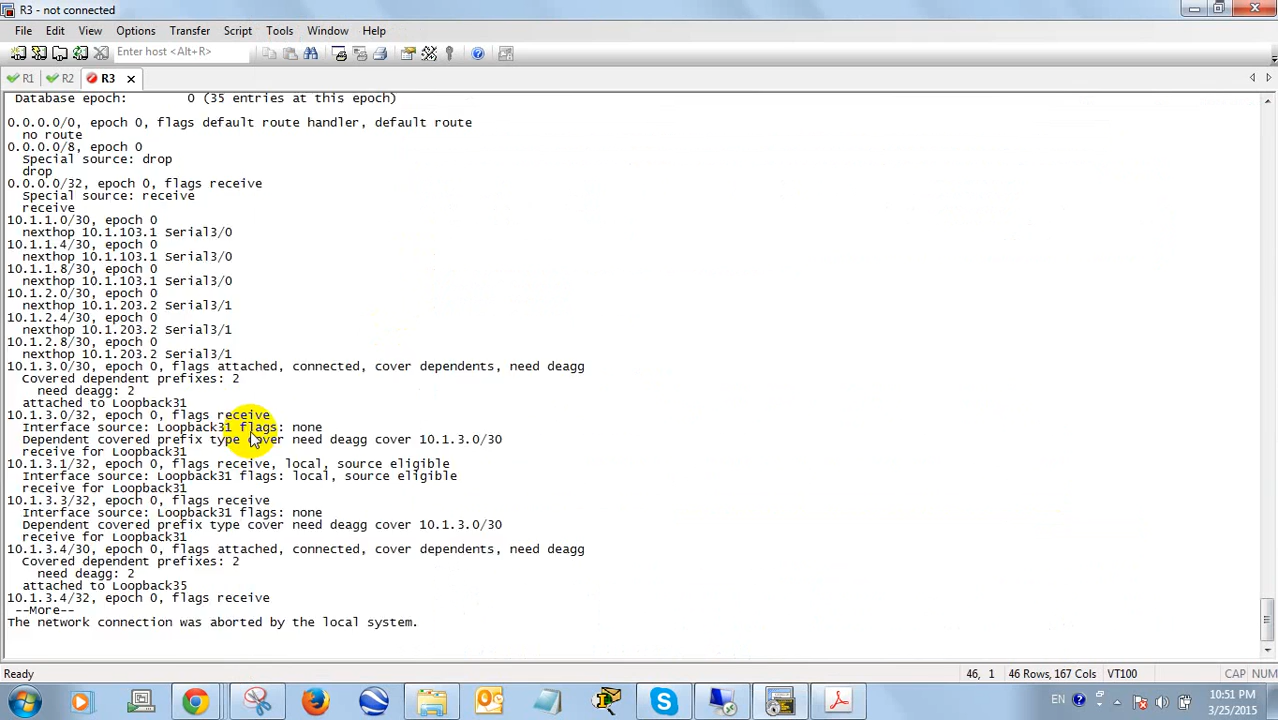 R3 - not connected
File Edit View Options Transfer Script Tools Window Help
Enter host <Alt+R>
R1 R2 R3
Database epoch: 0 (35 entries at this epoch)
0.0.0.0/0, epoch 0, flags default route handler, default route
no route
0.0.0.0/8, epoch 0
Special source: drop
drop
0.0.0.0/32, epoch 0, flags receive
Special source: receive
receive
10.1.1.0/30, epoch 0
nexthop 10.1.103.1 Serial3/0
10.1.1.4/30, epoch 0
nexthop 10.1.103.1 Serial3/0
10.1.1.8/30, epoch 0
nexthop 10.1.103.1 Serial3/0
10.1.2.0/30, epoch 0
nexthop 10.1.203.2 Serial3/1
10.1.2.4/30, epoch 0
nexthop 10.1.203.2 Serial3/1
10.1.2.8/30, epoch 0
nexthop 10.1.203.2 Serial3/1
10.1.3.0/30, epoch 0, flags attached, connected, cover dependents, need deagg
Covered dependent prefixes: 2
need deagg: 2
attached to Loopback31
10.1.3.0/32, epoch 0, flags receive
Interface source: Loopback31 flags: none
Dependent covered prefix type cover need deagg cover 10.1.3.0/30
receive for Loopback31
10.1.3.1/32, epoch 0, flags receive, local, source eligible
Interface source: Loopback31 flags: local, source eligible
receive for Loopback31
10.1.3.3/32, epoch 0, flags receive
Interface source: Loopback31 flags: none
Dependent covered prefix type cover need deagg cover 10.1.3.0/30
receive for Loopback31
10.1.3.4/30, epoch 0, flags attached, connected, cover dependents, need deagg
Covered dependent prefixes: 2
need deagg: 2
attached to Loopback35
10.1.3.4/32, epoch 0, flags receive
--More--
The network connection was aborted by the local system.
Ready 46, 1 46 Rows, 167 Cols VT100 CAP NUM
EN 10:51 PM
3/25/2015